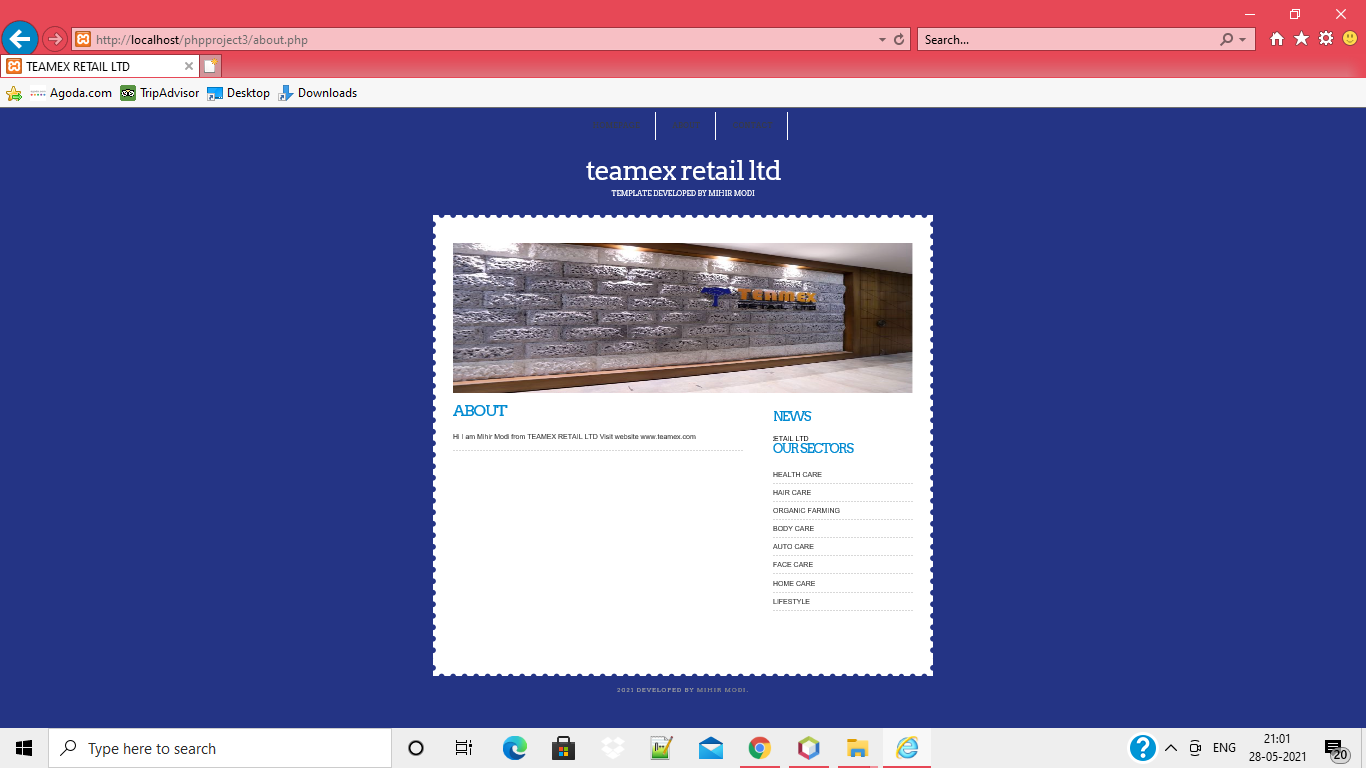 http://localhost/phpproject3/about.php
Search...
TEAMEX RETAIL LTD
Agoda.com TripAdvisor Desktop Downloads
teamex retail ltd
TEMPLATE DEVELOPED BY MIHIR MODI
Teamex
ABOUT
Hi I am Mihir Modi from TEAMEX RETAIL LTD Visit website www.teamex.com
NEWS
ETAIL LTD
OUR SECTORS
HEALTH CARE
HAIR CARE
ORGANIC FARMING
BODY CARE
AUTO CARE
FACE CARE
HOME CARE
LIFESTYLE
2021 DEVELOPED BY MIHIR MODI.
Type here to search
ENG
21:01
28-05-2021
20